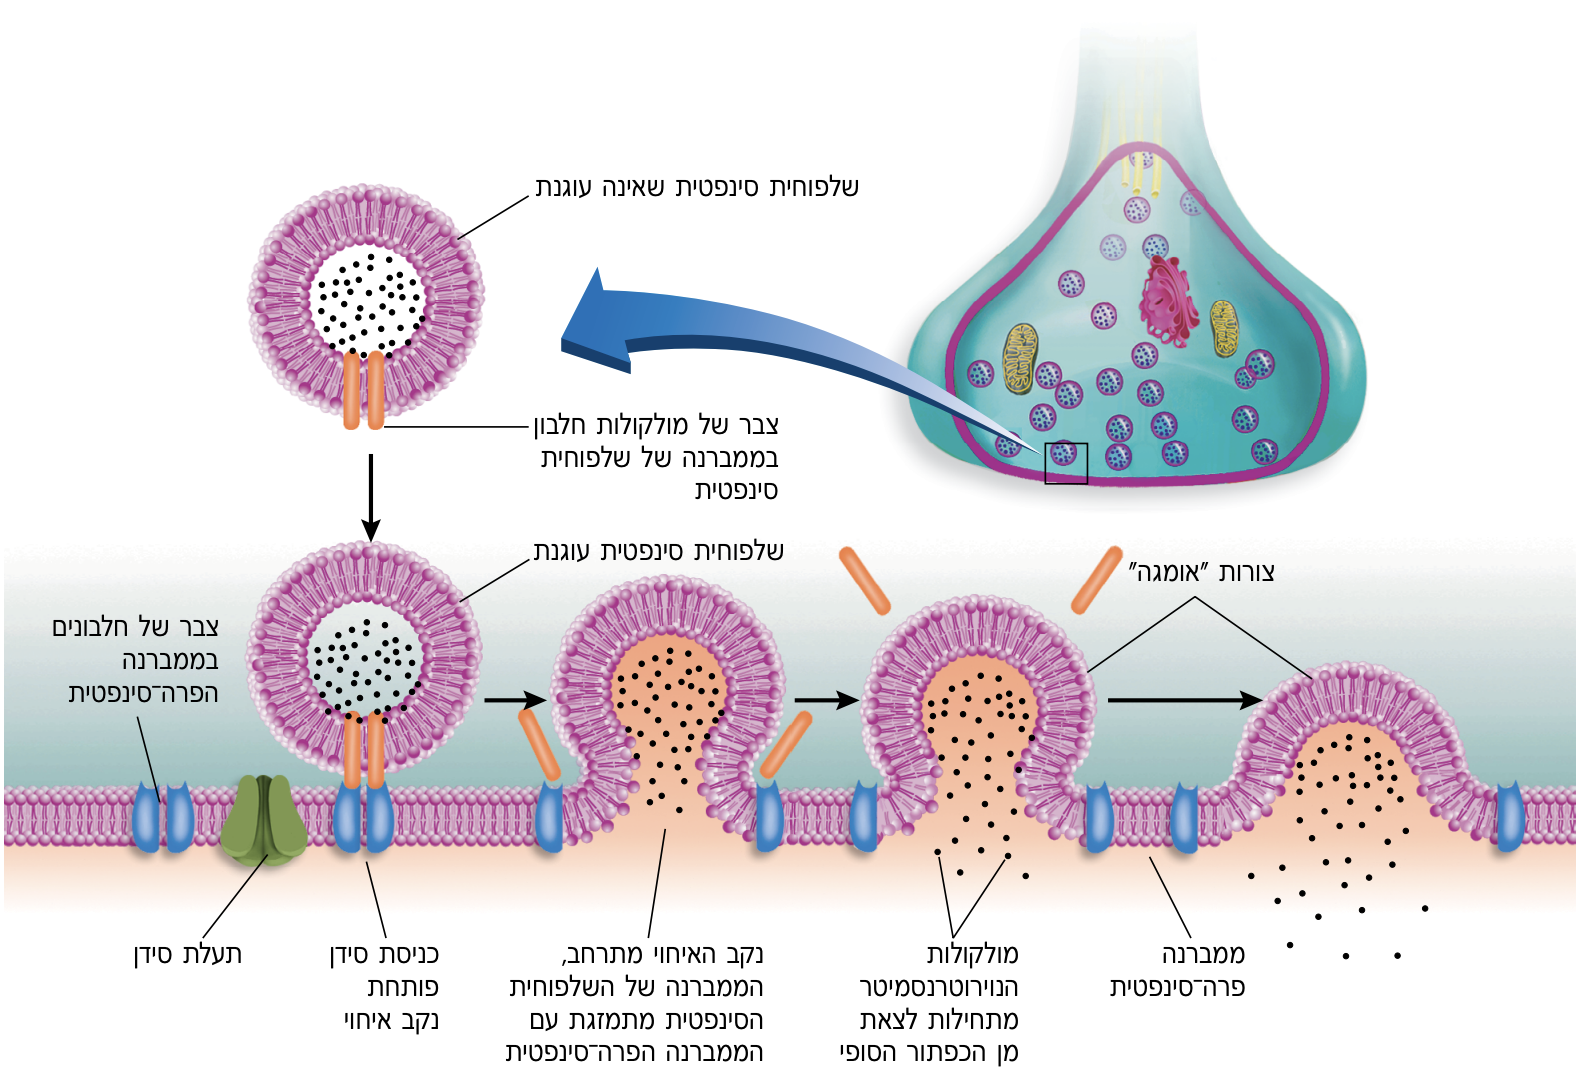 שלפוחית סינפטית שאינה עוגנת
צבר של מולקולות חלבון
בממברנה של שלפוחית
סינפטית
שלפוחית סינפטית עוגנת
צורות "אומגה"
צבר של חלבונים
בממברנה
הפרה־סינפטית
תעלת סידן
כניסת סידן
פותחת
נקב איחוי
נקב האיחוי מתרחב,
הממברנה של השלפוחית
הסינפטית מתמזגת עם
הממברנה הפרה־סינפטית
מולקולות
הנוירוטרנסמיטר
מתחילות לצאת
מן הכפתור הסופי
ממברנה
פרה־סינפטית